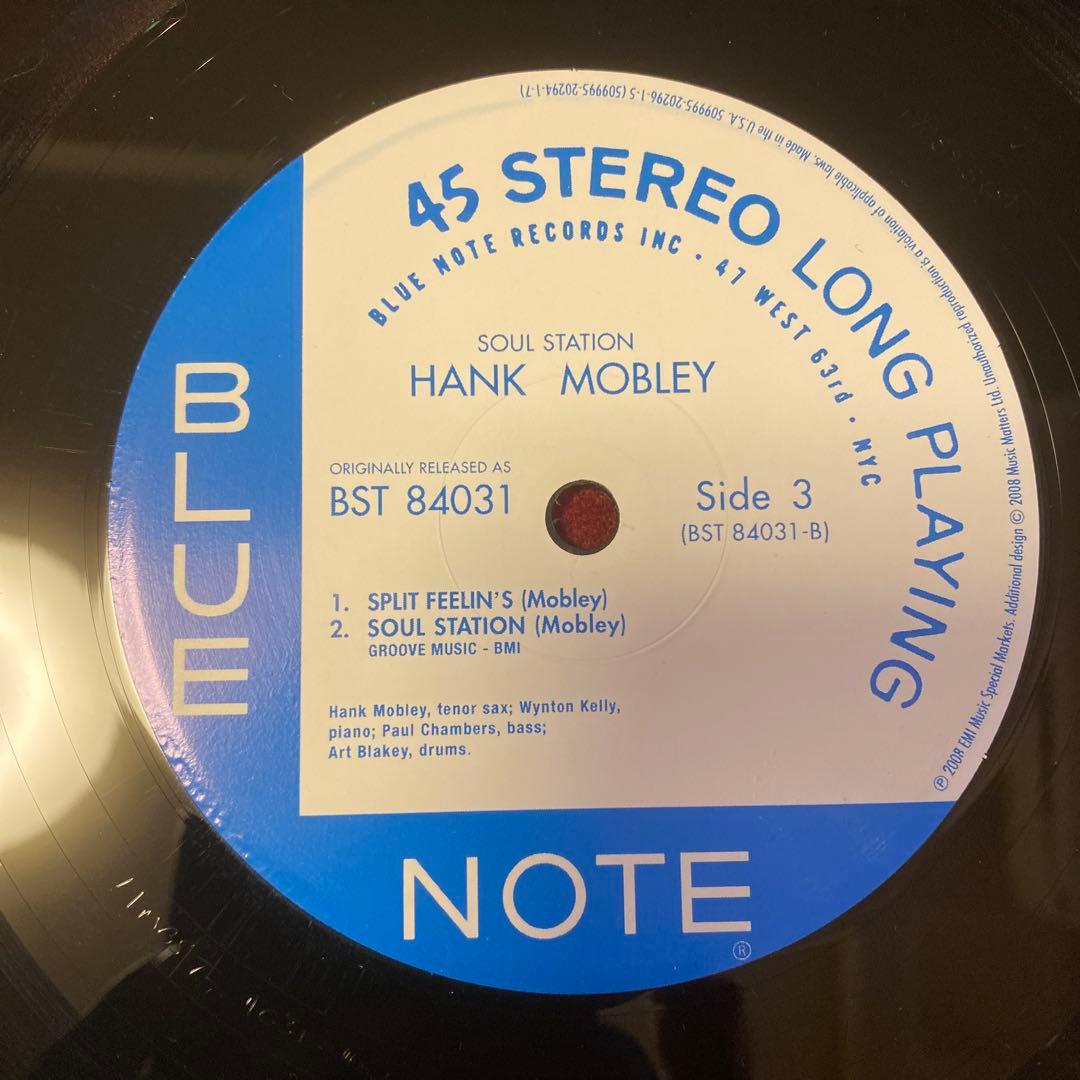 45 STEREO LONG PLAYING
BLUE NOTE RECORDS INC • 47 WEST 63rd • NYC
SOUL STATION
HANK MOBLEY
ORIGINALLY RELEASED AS
BST 84031
Side 3
(BST 84031-B)
1. SPLIT FEELIN'S (Mobley)
2. SOUL STATION (Mobley)
GROOVE MUSIC - BMI
Hank Mobley, tenor sax; Wynton Kelly,
piano; Paul Chambers, bass;
Art Blakey, drums.
BLUE
NOTE
®
℗ 2008 EMI Music Special Markets. Additional design © 2008 Music Matters Ltd. Unauthorized reproduction is a violation of applicable laws. Made in the U.S.A. 509995-20296-1-5 (509995-20294-1-7)